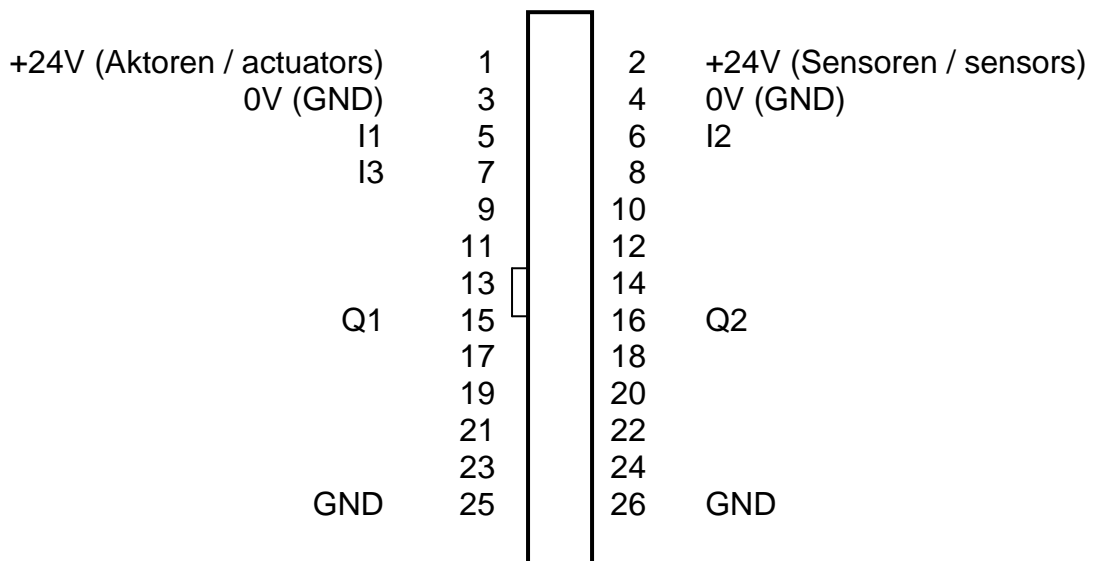 +24V (Aktoren / actuators) 1 2 +24V (Sensoren / sensors)
0V (GND) 3 4 0V (GND)
I1 5 6 I2
I3 7 8
9 10
11 12
13 14
Q1 15 16 Q2
17 18
19 20
21 22
23 24
GND 25 26 GND